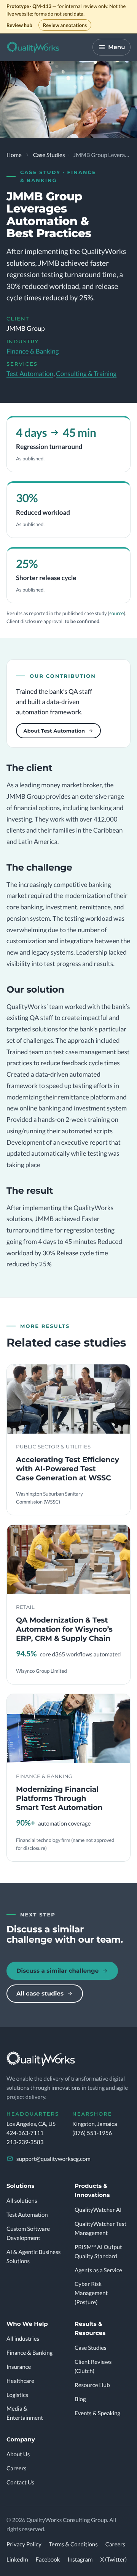 Prototype · QM-113 — for internal review only. Not the
live website; forms do not send data.
Review hub
Review annotations
QualityWorks
Menu
Home
Case Studies
JMMB Group Levera...
CASE STUDY · FINANCE
& BANKING
JMMB Group
Leverages
Automation &
Best Practices
After implementing the QualityWorks
solutions, JMMB achieved faster
regression testing turnaround time, a
30% reduced workload, and release
cycle times reduced by 25%.
CLIENT
JMMB Group
INDUSTRY
Finance & Banking
SERVICES
Test Automation, Consulting & Training
4 days → 45 min
Regression turnaround
As published.
30%
Reduced workload
As published.
25%
Shorter release cycle
As published.
Results as reported in the published case study (source).
Client disclosure approval: to be confirmed.
OUR CONTRIBUTION
Trained the bank's QA staff
and built a data-driven
automation framework.
About Test Automation →
The client
As a leading money market broker, the
JMMB Group provides an extensive range
of financial options, including banking and
investing. They work with over 412,000
clients and their families in the Caribbean
and Latin America.
The challenge
The increasingly competitive banking
market required the modernization of their
core banking, investment, remittance, and
pension systems. The testing workload was
overwhelming due to the number of
customization and integrations between the
new and legacy systems. Leadership lacked
visibility into test progress and results.
Our solution
QualityWorks' team worked with the client to
establish QA targets and created a targeted
scope of activities for the bank's particular
set of challenges. The approach included:
Trained team on test case management best
practices to reduce feedback cycle times
Created a data-driven automated
framework for testing the exponential
numbers of permutations and offerings of the
new online banking and investment system
Provided a hands-on 2-week training on
using/running their automated scripts
Development of an executive report that
updated automatically while testing was
taking place
The result
After implementing the QualityWorks
solutions, JMMB achieved Faster
turnaround time for regression testing
going from 4 days to 45 minutes Reduced
workload by 30% Release cycle time
reduced by 25%
MORE RESULTS
Related case studies
PUBLIC SECTOR & UTILITIES
Accelerating Test Efficiency
with AI-Powered Test
Case Generation at WSSC
Washington Suburban Sanitary
Commission (WSSC)
RETAIL
QA Modernization & Test
Automation for Wisynco's
ERP, CRM & Supply Chain
94.5% core d365 workflows automated
Wisynco Group Limited
FINANCE & BANKING
Modernizing Financial
Platforms Through
Smart Test Automation
90%+ automation coverage
Financial technology firm (name not approved
for disclosure)
NEXT STEP
Discuss a similar
challenge with our team.
Discuss a similar challenge →
All case studies →
QualityWorks
We enable the delivery of transformative digital
solutions through innovations in testing and agile
project delivery.
HEADQUARTERS
Los Angeles, CA, US
424-363-7111
213-239-3583
NEARSHORE
Kingston, Jamaica
(876) 551-1956
support@qualityworkscg.com
Solutions
All solutions
Test Automation
Custom Software
Development
AI & Agentic Business
Solutions
Products &
Innovations
QualityWatcher AI
QualityWatcher Test
Management
PRISM™ AI Output
Quality Standard
Agents as a Service
Cyber Risk
Management
(Posture)
Who We Help
All industries
Finance & Banking
Insurance
Healthcare
Logistics
Media &
Entertainment
Results &
Resources
Case Studies
Client Reviews
(Clutch)
Resource Hub
Blog
Events & Speaking
Company
About Us
Careers
Contact Us
© 2026 QualityWorks Consulting Group. All
rights reserved.
Privacy Policy
Terms & Conditions
Careers
LinkedIn
Facebook
Instagram
X (Twitter)